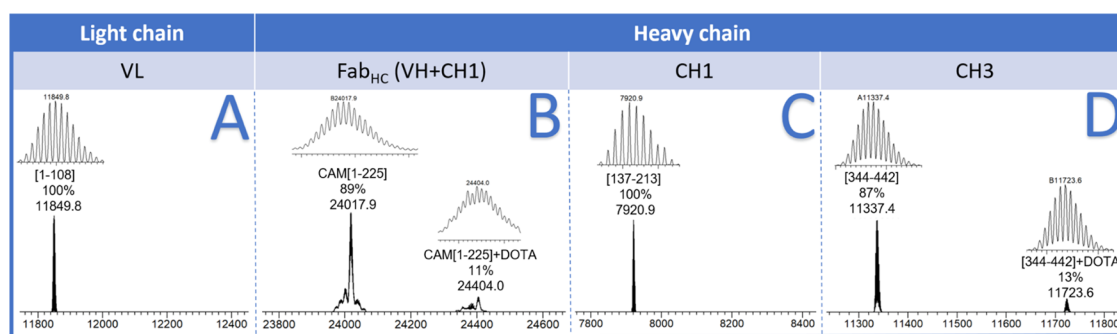 Light chain
Heavy chain
VL
FabHC (VH+CH1)
CH1
CH3
A
B
C
D
11849.8
[1-108]
100%
11849.8
B24017.9
CAM[1-225]
89%
24017.9
24404.0
CAM[1-225]+DOTA
11%
24404.0
7920.9
[137-213]
100%
7920.9
A11337.4
[344-442]
87%
11337.4
B11723.6
[344-442]+DOTA
13%
11723.6
11800 12000 12200 12400
23800 24000 24200 24400 24600
7800 8000 8200 8400
11300 11400 11500 11600 11700 1180